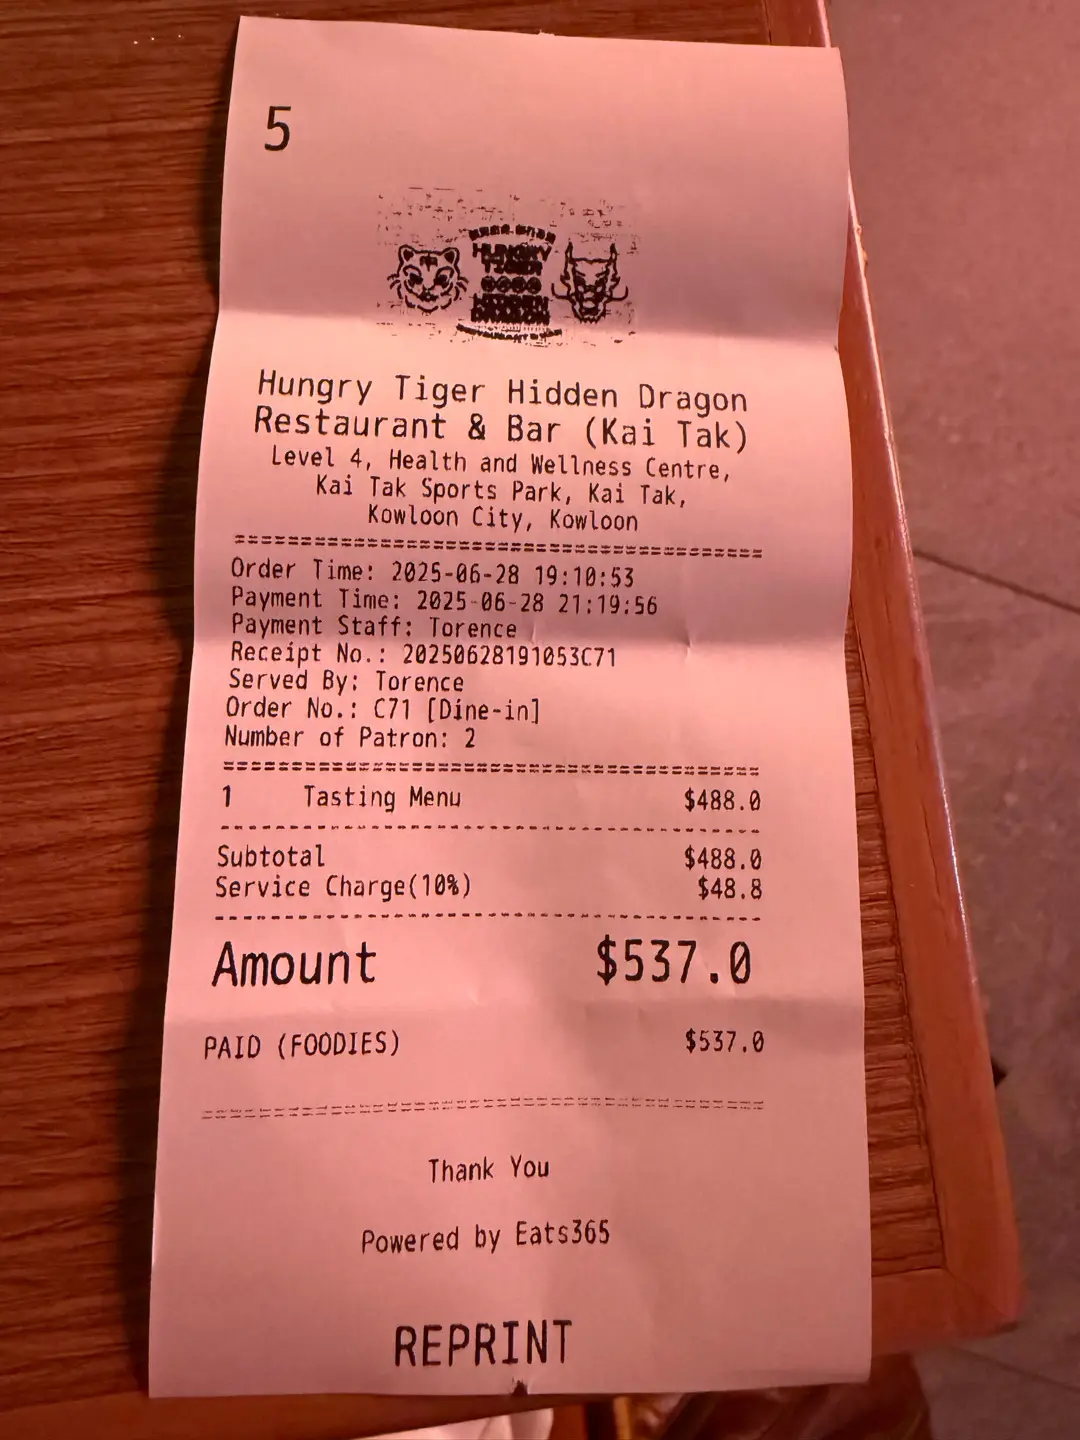 5
HUNGRY
TIGER
HIDDEN
DRAGON
Hungry Tiger Hidden Dragon
Restaurant & Bar (Kai Tak)
Level 4, Health and Wellness Centre,
Kai Tak Sports Park, Kai Tak,
Kowloon City, Kowloon
Order Time: 2025-06-28 19:10:53
Payment Time: 2025-06-28 21:19:56
Payment Staff: Torence
Receipt No.: 20250628191053C71
Served By: Torence
Order No.: C71 [Dine-in]
Number of Patron: 2
1 Tasting Menu $488.0
Subtotal $488.0
Service Charge(10%) $48.8
Amount $537.0
PAID (FOODIES) $537.0
Thank You
Powered by Eats365
REPRINT